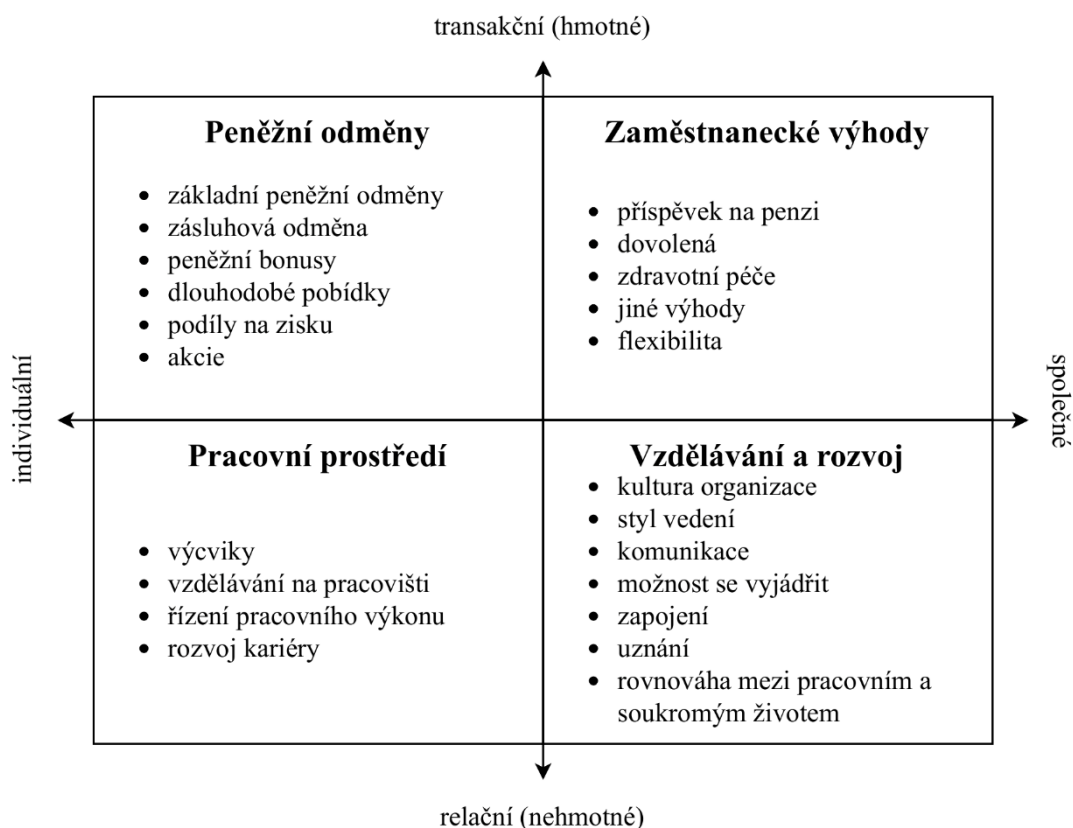 transakční (hmotné)
Peněžní odměny
• základní peněžní odměny
• zásluhová odměna
• peněžní bonusy
• dlouhodobé pobídky
• podíly na zisku
• akcie
Zaměstnanecké výhody
• příspěvek na penzi
• dovolená
• zdravotní péče
• jiné výhody
• flexibilita
individuální
společné
Pracovní prostředí
• výcviky
• vzdělávání na pracovišti
• řízení pracovního výkonu
• rozvoj kariéry
Vzdělávání a rozvoj
• kultura organizace
• styl vedení
• komunikace
• možnost se vyjádřit
• zapojení
• uznání
• rovnováha mezi pracovním a
soukromým životem
relační (nehmotné)